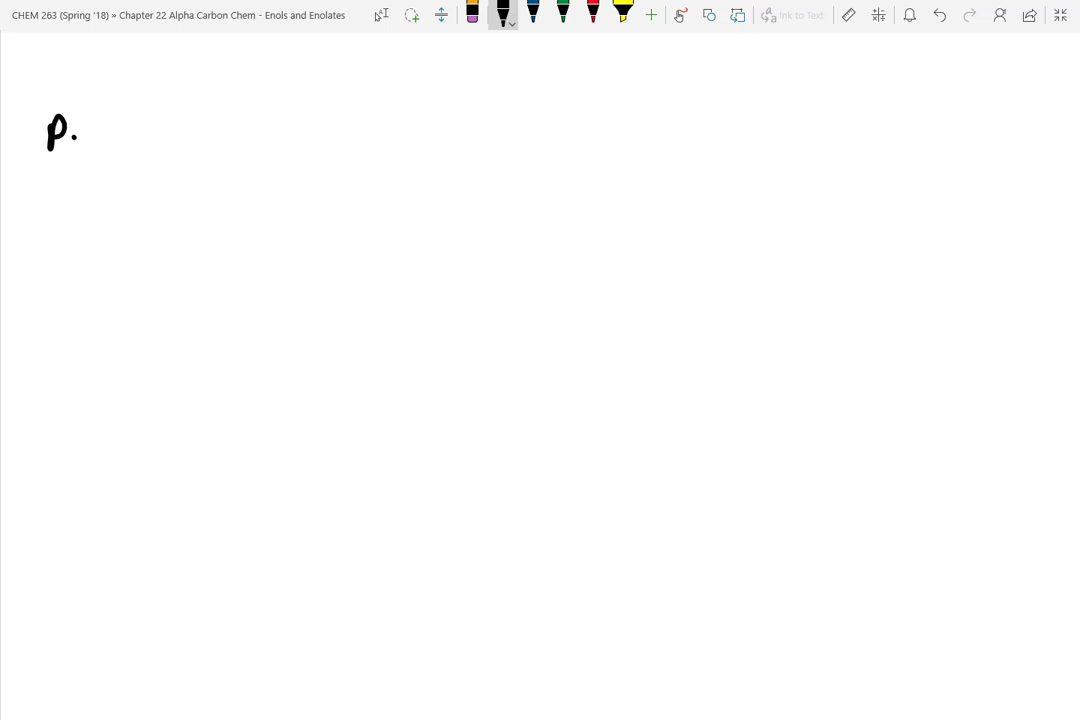 CHEM 263 (Spring '18) » Chapter 22 Alpha Carbon Chem - Enols and Enolates
Ink to Text
p.